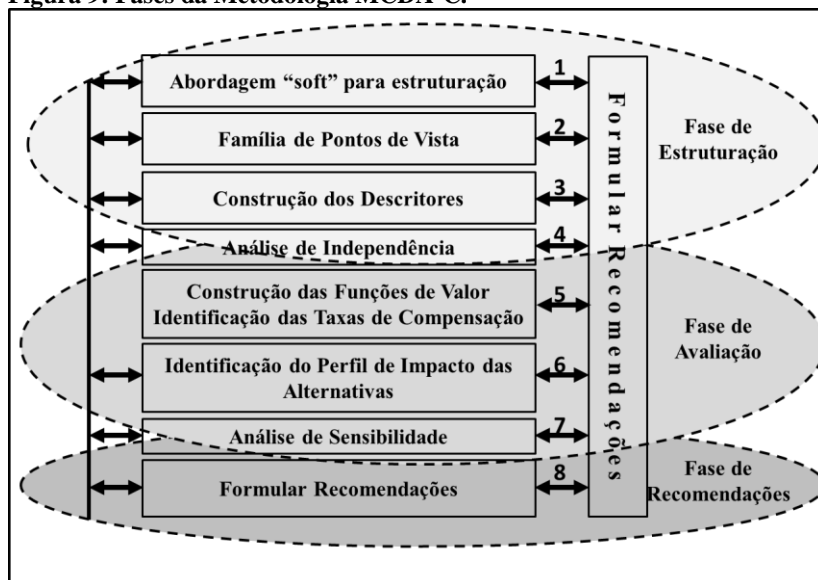 Figura 9: Fases da Metodologia MCDA-C.
Abordagem “soft” para estruturação
1
Família de Pontos de Vista
2
Construção dos Descritores
3
Análise de Independência
4
Construção das Funções de Valor
Identificação das Taxas de Compensação
5
Identificação do Perfil de Impacto das
Alternativas
6
Análise de Sensibilidade
7
Formular Recomendações
8
Formular Recomendações
Fase de
Estruturação
Fase de
Avaliação
Fase de
Recomendações